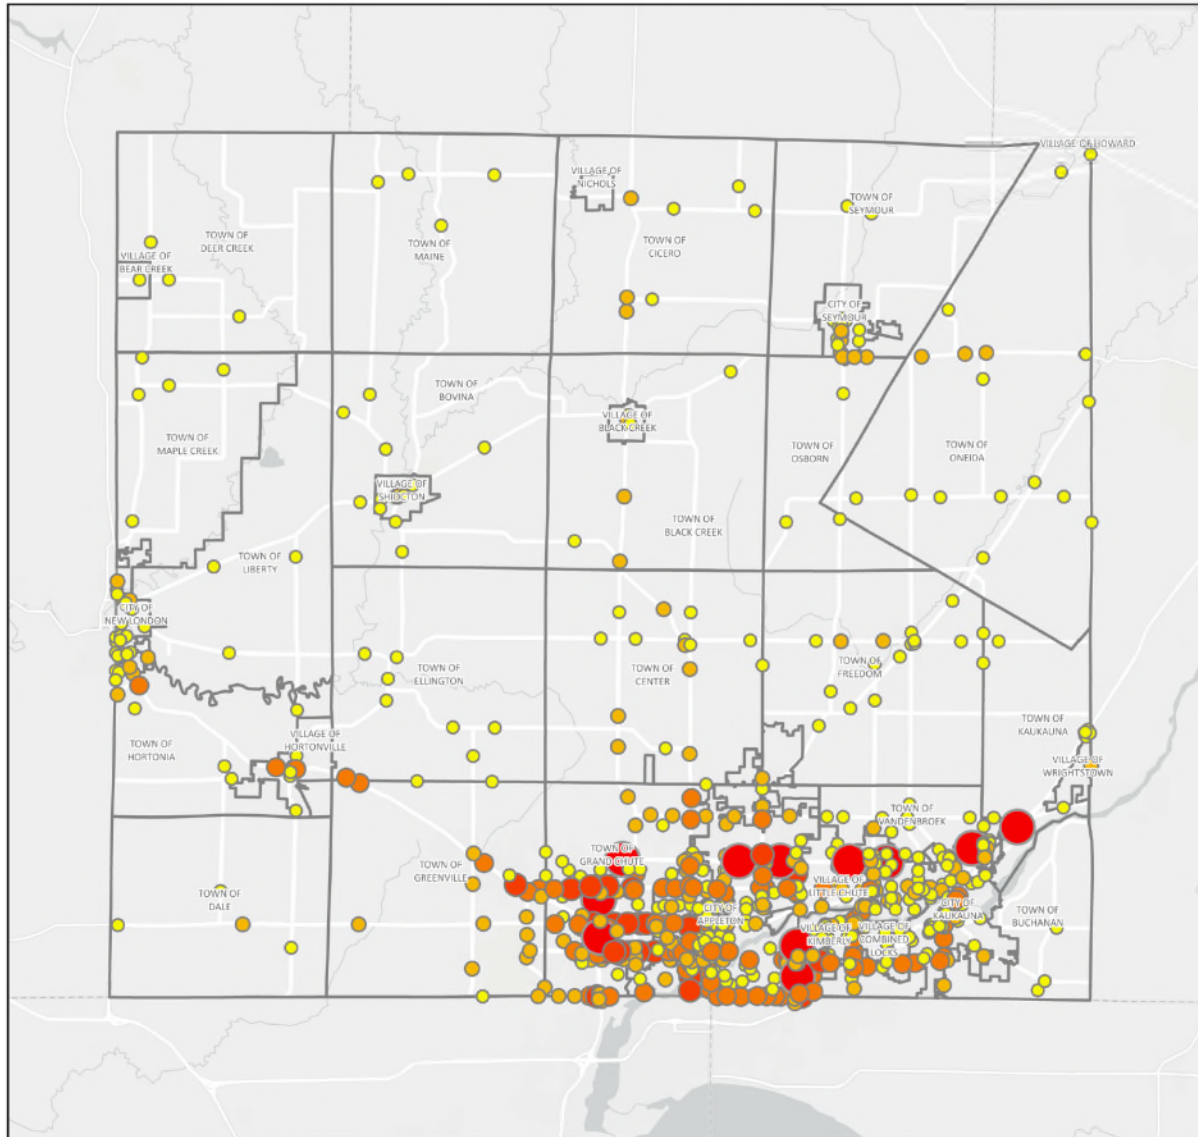 VILLAGE OF HOWARD
VILLAGE OF
NICHOLS
TOWN OF
SEYMOUR
TOWN OF
DEER CREEK
TOWN OF
MAINE
TOWN OF
CICERO
VILLAGE OF
BEAR CREEK
CITY OF
SEYMOUR
TOWN OF
BOVINA
VILLAGE OF
BLACK CREEK
TOWN OF
MAPLE CREEK
TOWN OF
OSBORN
TOWN OF
ONEIDA
VILLAGE OF
SHIOCTON
TOWN OF
BLACK CREEK
TOWN OF
LIBERTY
CITY OF
NEW LONDON
TOWN OF
ELLINGTON
TOWN OF
CENTER
TOWN OF
FREEDOM
TOWN OF
KAUKAUNA
VILLAGE OF
HORTONVILLE
TOWN OF
HORTONIA
VILLAGE OF
WRIGHTSTOWN
TOWN OF
VANDENBROEK
TOWN OF
GRAND CHUTE
TOWN OF
GREENVILLE
VILLAGE OF
LITTLE CHUTE
TOWN OF
DALE
CITY OF
APPLETON
CITY OF
KAUKAUNA
TOWN OF
BUCHANAN
VILLAGE OF
KIMBERLY
VILLAGE OF
COMBINED
LOCKS